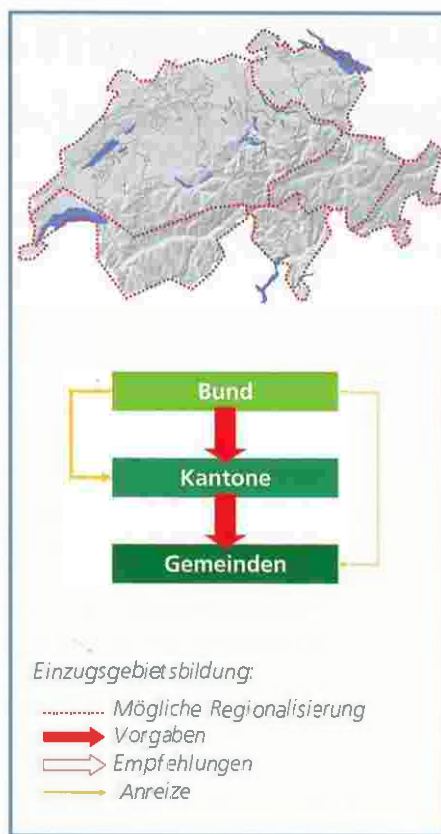 Bund
Kantone
Gemeinden
Einzugsgebietsbildung:
Mögliche Regionalisierung
Vorgaben
Empfehlungen
Anreize